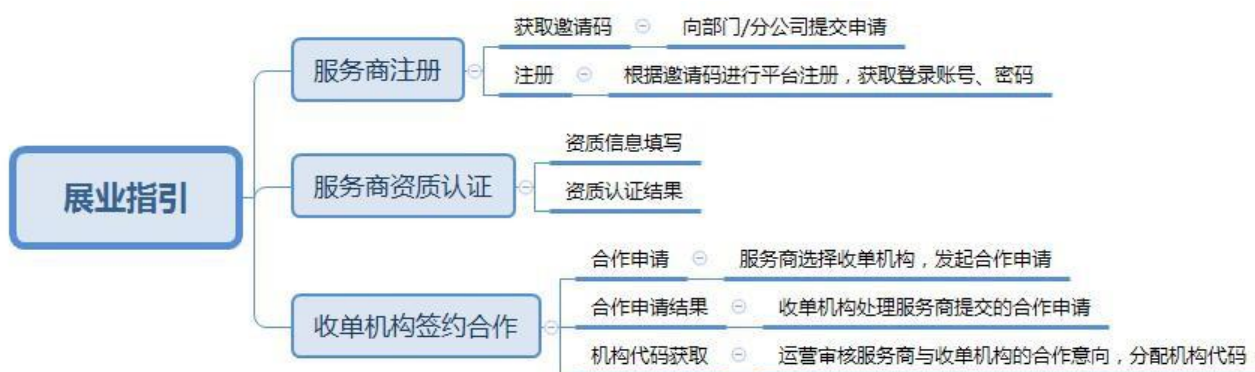 展业指引
服务商注册
获取邀请码
向部门/分公司提交申请
注册
根据邀请码进行平台注册，获取登录账号、密码
服务商资质认证
资质信息填写
资质认证结果
收单机构签约合作
合作申请
服务商选择收单机构，发起合作申请
合作申请结果
收单机构处理服务商提交的合作申请
机构代码获取
运营审核服务商与收单机构的合作意向，分配机构代码